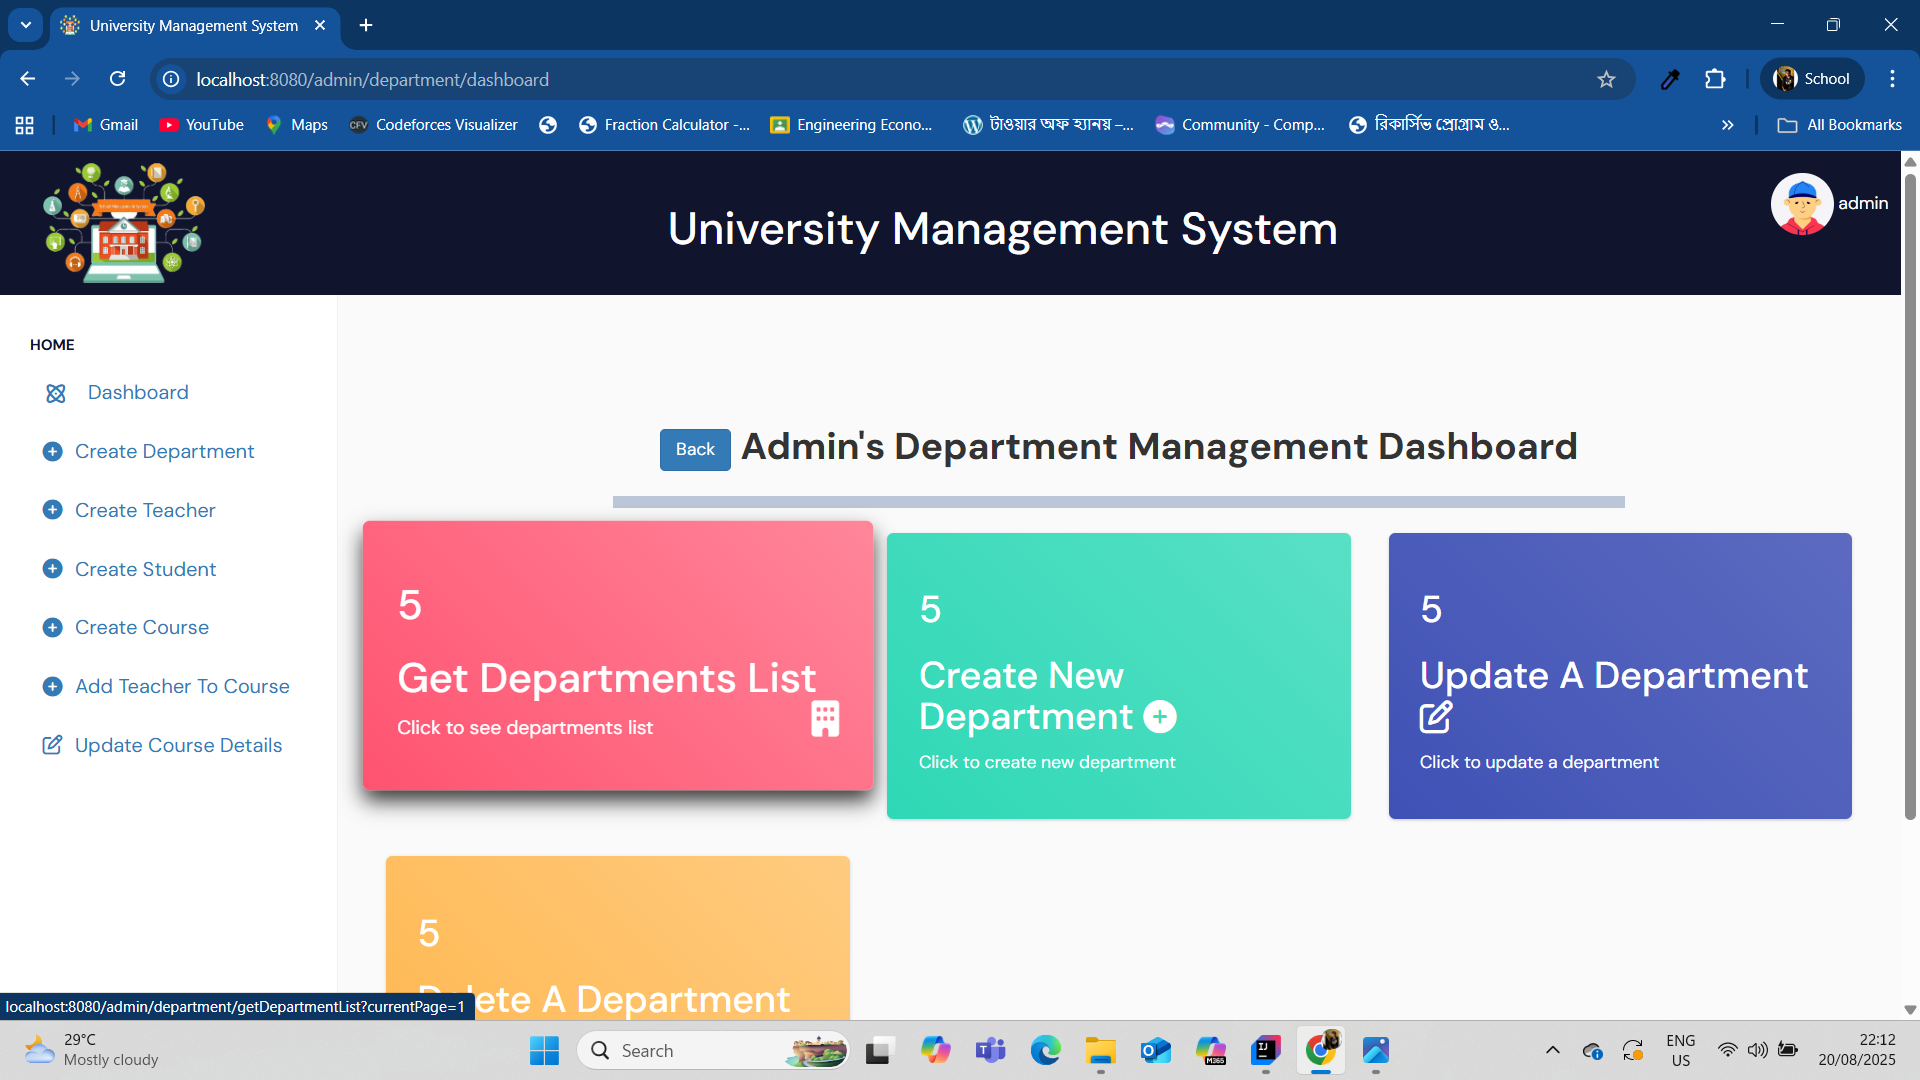 University Management System
localhost:8080/admin/department/dashboard
School
Gmail
YouTube
Maps
CFV
Codeforces Visualizer
Fraction Calculator -...
Engineering Econo...
টাওয়ার অফ হ্যানয় –...
Community - Comp...
রিকার্সিভ প্রোগ্রাম ও...
All Bookmarks
University Management System
admin
HOME
Dashboard
Create Department
Create Teacher
Create Student
Create Course
Add Teacher To Course
Update Course Details
Back
Admin's Department Management Dashboard
5
Get Departments List
Click to see departments list
5
Create New
Department
Click to create new department
5
Update A Department
Click to update a department
5
Delete A Department
localhost:8080/admin/department/getDepartmentList?currentPage=1
29°C
Mostly cloudy
Search
M365
ENG
US
22:12
20/08/2025